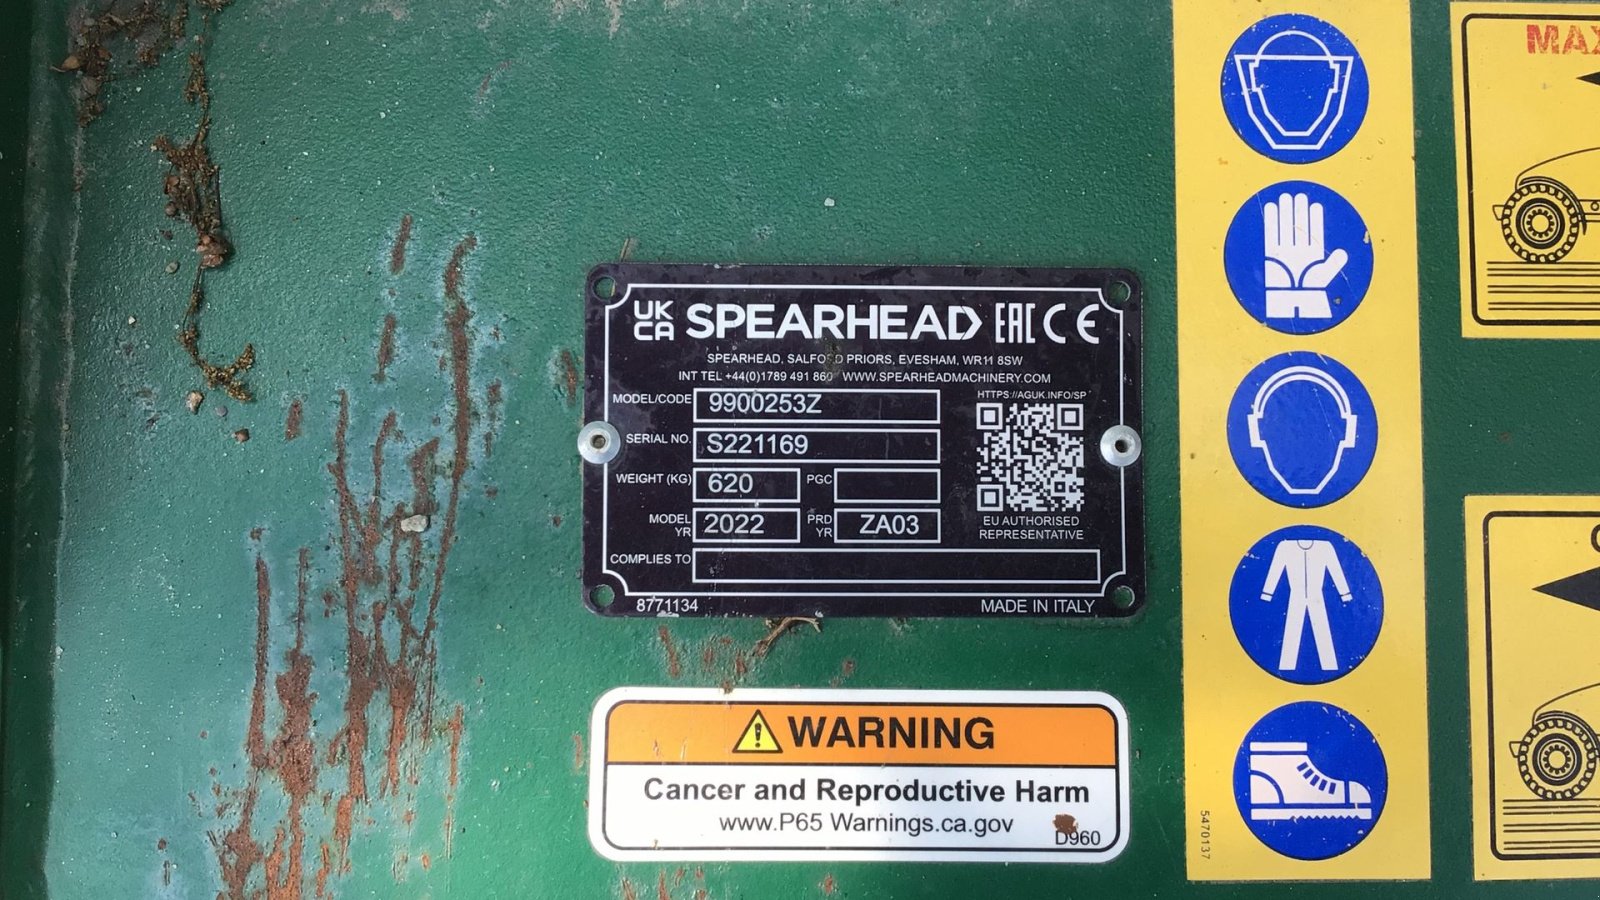 UK
CA
SPEARHEAD EAC CE
SPEARHEAD, SALFORD PRIORS, EVESHAM, WR11 8SW
INT TEL +44(0)1789 491 860 WWW.SPEARHEADMACHINERY.COM
MODEL/CODE 9900253Z
HTTPS://AGUK.INFO/SP
SERIAL NO. S221169
WEIGHT (KG) 620 PGC
MODEL YR 2022 PRD YR ZA03
EU AUTHORISED
REPRESENTATIVE
COMPLIES TO
8771134 MADE IN ITALY
WARNING
Cancer and Reproductive Harm
www.P65 Warnings.ca.gov
D960
5470137